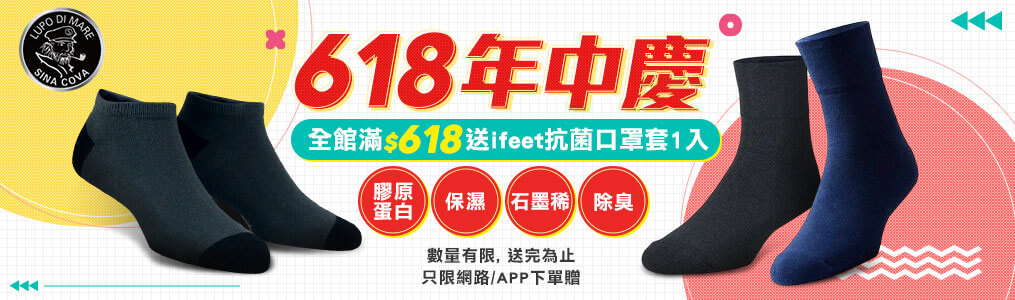 LUPO DI MARE
SINA COVA
618年中慶
全館滿$618送ifeet抗菌口罩套1入
膠原
蛋白
保濕
石墨稀
除臭
數量有限, 送完為止
只限網路/APP下單贈